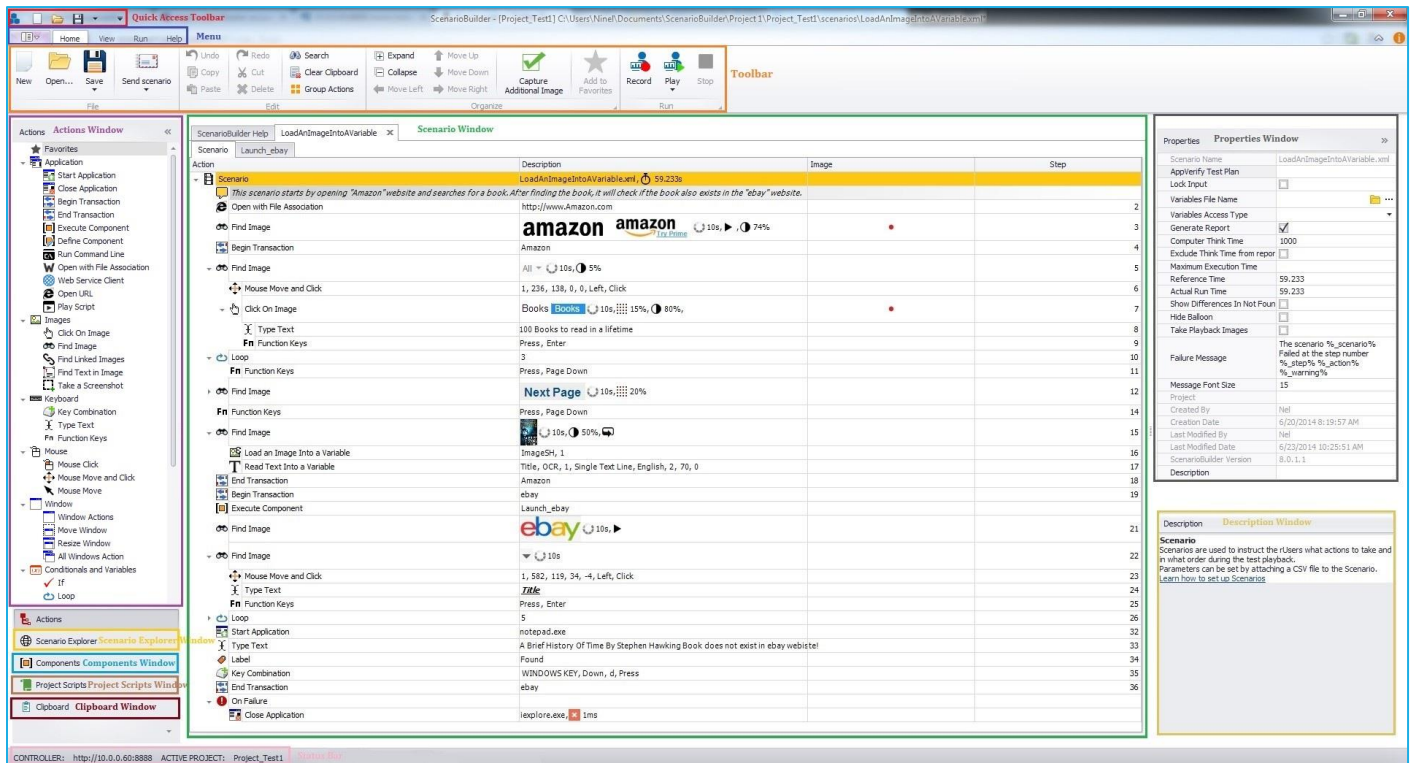 Quick Access Toolbar
ScenarioBuilder - [Project_Test1] C:\Users\Ninel\Documents\ScenarioBuilder\Project 1\Project_Test1\scenarios\LoadAnImageIntoAVariable.xml*
Home View Run Help Menu
Undo Redo Search Expand Move Up
Copy Cut Clear Clipboard Collapse Move Down
Paste Delete Group Actions Move Left Move Right
New Open... Save Send scenario Capture Additional Image Add to Favorites Record Play Stop Toolbar
File Edit Organize Run
Actions Actions Window
Favorites
Application
Start Application
Close Application
Begin Transaction
End Transaction
Execute Component
Define Component
Run Command Line
Open with File Association
Web Service Client
Open URL
Play Script
Images
Click On Image
Find Image
Find Linked Images
Find Text in Image
Take a Screenshot
Keyboard
Key Combination
Type Text
Fn Function Keys
Mouse
Mouse Click
Mouse Move and Click
Mouse Move
Window
Window Actions
Move Window
Resize Window
All Windows Action
Conditionals and Variables
If
Loop
Actions
Scenario Explorer Scenario Explorer Window
Components Components Window
Project Scripts Project Scripts Window
Clipboard Clipboard Window
ScenarioBuilder Help LoadAnImageIntoAVariable Scenario Window
Scenario Launch_ebay
Action Description Image Step
Scenario LoadAnImageIntoAVariable.xml, 59.233s
This scenario starts by opening "Amazon" website and searches for a book. After finding the book, it will check if the book also exists in the "ebay" website.
Open with File Association http://www.Amazon.com 2
Find Image amazon amazon Try Prime 10s, , 74% 3
Begin Transaction Amazon 4
Find Image All 10s, 5% 5
Mouse Move and Click 1, 236, 138, 0, 0, Left, Click 6
Click On Image Books Books 10s, 15%, 80%, 7
Type Text 100 Books to read in a lifetime 8
Fn Function Keys Press, Enter 9
Loop 3 10
Fn Function Keys Press, Page Down 11
Find Image Next Page 10s, 20% 12
Fn Function Keys Press, Page Down 14
Find Image 10s, 50%, 15
Load an Image Into a Variable ImageSH, 1 16
Read Text Into a Variable Title, OCR, 1, Single Text Line, English, 2, 70, 0 17
End Transaction Amazon 18
Begin Transaction ebay 19
Execute Component Launch_ebay
Find Image ebay 10s, 21
Find Image 10s 22
Mouse Move and Click 1, 582, 119, 34, -4, Left, Click 23
Type Text Title 24
Fn Function Keys Press, Enter 25
Loop 5 26
Start Application notepad.exe 32
Type Text A Brief History Of Time By Stephen Hawking Book does not exist in ebay webiste! 33
Label Found 34
Key Combination WINDOWS KEY, Down, d, Press 35
End Transaction ebay 36
On Failure
Close Application iexplore.exe, 1ms
Properties Properties Window
Scenario Name LoadAnImageIntoAVariable.xml
AppVerify Test Plan
Lock Input
Variables File Name
Variables Access Type
Generate Report
Computer Think Time 1000
Exclude Think Time from repor
Maximum Execution Time
Reference Time 59.233
Actual Run Time 59.233
Show Differences In Not Foun
Hide Balloon
Take Playback Images
Failure Message The scenario %_scenario% Failed at the step number %_step% %_action% %_warning%
Message Font Size 15
Project
Created By Nel
Creation Date 6/20/2014 8:19:57 AM
Last Modified By Nel
Last Modified Date 6/23/2014 10:25:51 AM
ScenarioBuilder Version 8.0.1.1
Description
Description Description Window
Scenario
Scenarios are used to instruct the rUsers what actions to take and
in what order during the test playback.
Parameters can be set by attaching a CSV file to the Scenario.
Learn how to set up Scenarios
CONTROLLER: http://10.0.0.60:8888 ACTIVE PROJECT: Project_Test1 Status Bar